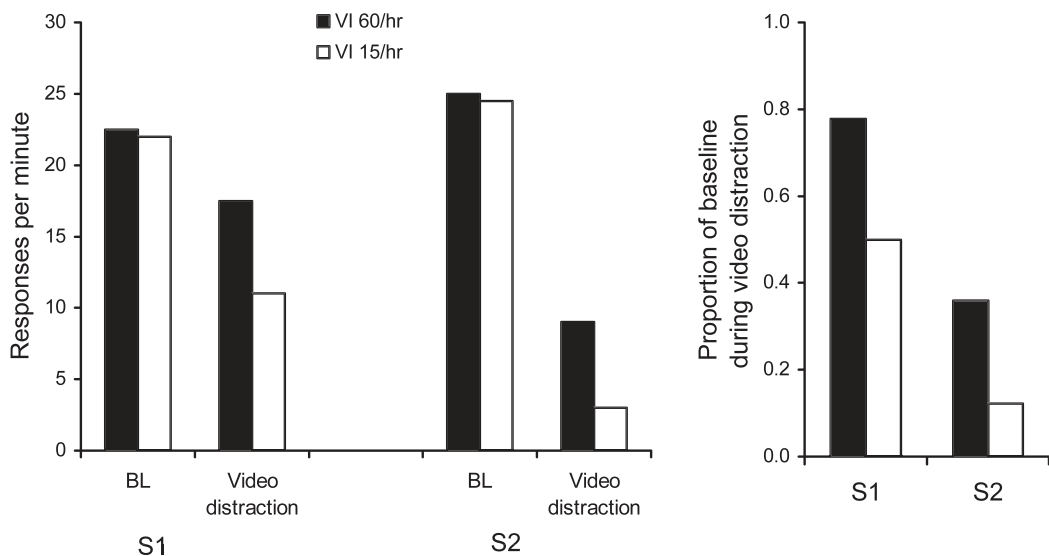 VI 60/hr
VI 15/hr
Responses per minute
30
25
20
15
10
5
0
BL
Video
distraction
BL
Video
distraction
S1
S2
Proportion of baseline
during video distraction
1.0
0.8
0.6
0.4
0.2
0.0
S1
S2